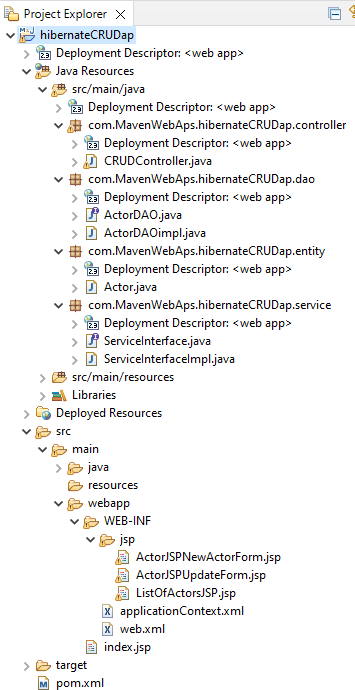 Project Explorer
hibernateCRUDap
Deployment Descriptor: <web app>
Java Resources
src/main/java
Deployment Descriptor: <web app>
com.MavenWebAps.hibernateCRUDap.controller
Deployment Descriptor: <web app>
CRUDController.java
com.MavenWebAps.hibernateCRUDap.dao
Deployment Descriptor: <web app>
ActorDAO.java
ActorDAOimpl.java
com.MavenWebAps.hibernateCRUDap.entity
Deployment Descriptor: <web app>
Actor.java
com.MavenWebAps.hibernateCRUDap.service
Deployment Descriptor: <web app>
ServiceInterface.java
ServiceInterfaceImpl.java
src/main/resources
Libraries
Deployed Resources
src
main
java
resources
webapp
WEB-INF
jsp
ActorJSPNewActorForm.jsp
ActorJSPUpdateForm.jsp
ListOfActorsJSP.jsp
applicationContext.xml
web.xml
index.jsp
target
pom.xml